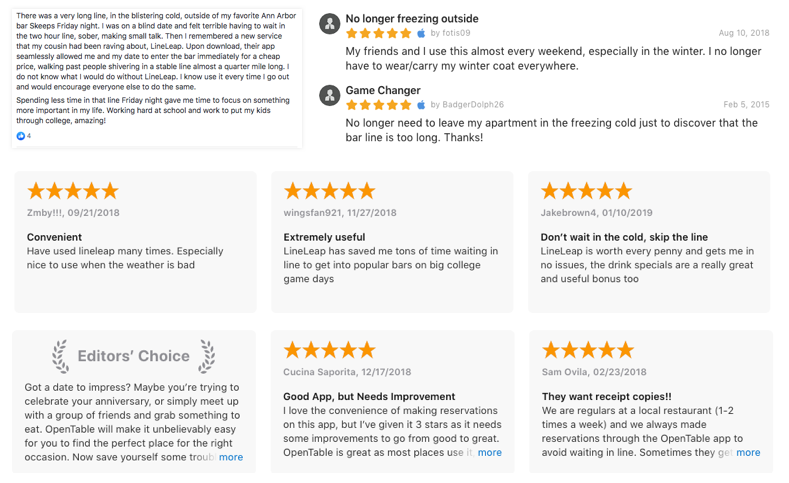 There was a very long line, in the blistering cold, outside of my favorite Ann Arbor
bar Skeeps Friday night. I was on a blind date and felt terrible having to wait in
the two hour line, sober, making small talk. Then I remembered a new service
that my cousin had been raving about, LineLeap. Upon download, their app
seamlessly allowed me and my date to enter the bar immediately for a cheap
price, walking past people shivering in a stable line almost a quarter mile long. I
do not know what I would do without LineLeap. I know use it every time I go out
and would encourage everyone else to do the same.
Spending less time in that line Friday night gave me time to focus on something
more important in my life. Working hard at school and work to put my kids
through college, amazing!
4
No longer freezing outside
by fotis09 Aug 10, 2018
My friends and I use this almost every weekend, especially in the winter. I no longer
have to wear/carry my winter coat everywhere.
Game Changer
by BadgerDolph26 Feb 5, 2015
No longer need to leave my apartment in the freezing cold just to discover that the
bar line is too long. Thanks!
Zmby!!!, 09/21/2018
Convenient
Have used lineleap many times. Especially
nice to use when the weather is bad
wingsfan921, 11/27/2018
Extremely useful
LineLeap has saved me tons of time waiting in
line to get into popular bars on big college
game days
Jakebrown4, 01/10/2019
Don't wait in the cold, skip the line
LineLeap is worth every penny and gets me in
no issues, the drink specials are a really great
and useful bonus too
Editors' Choice
Got a date to impress? Maybe you're trying to
celebrate your anniversary, or simply meet up
with a group of friends and grab something to
eat. OpenTable will make it unbelievably easy
for you to find the perfect place for the right
occasion. Now save yourself some troub more
Cucina Saporita, 12/17/2018
Good App, but Needs Improvement
I love the convenience of making reservations
on this app, but I've given it 3 stars as it needs
some improvements to go from good to great.
OpenTable is great as most places use it, more
Sam Ovila, 02/23/2018
They want receipt copies!!
We are regulars at a local restaurant (1-2
times a week) and we always made
reservations through the OpenTable app to
avoid waiting in line. Sometimes they get more